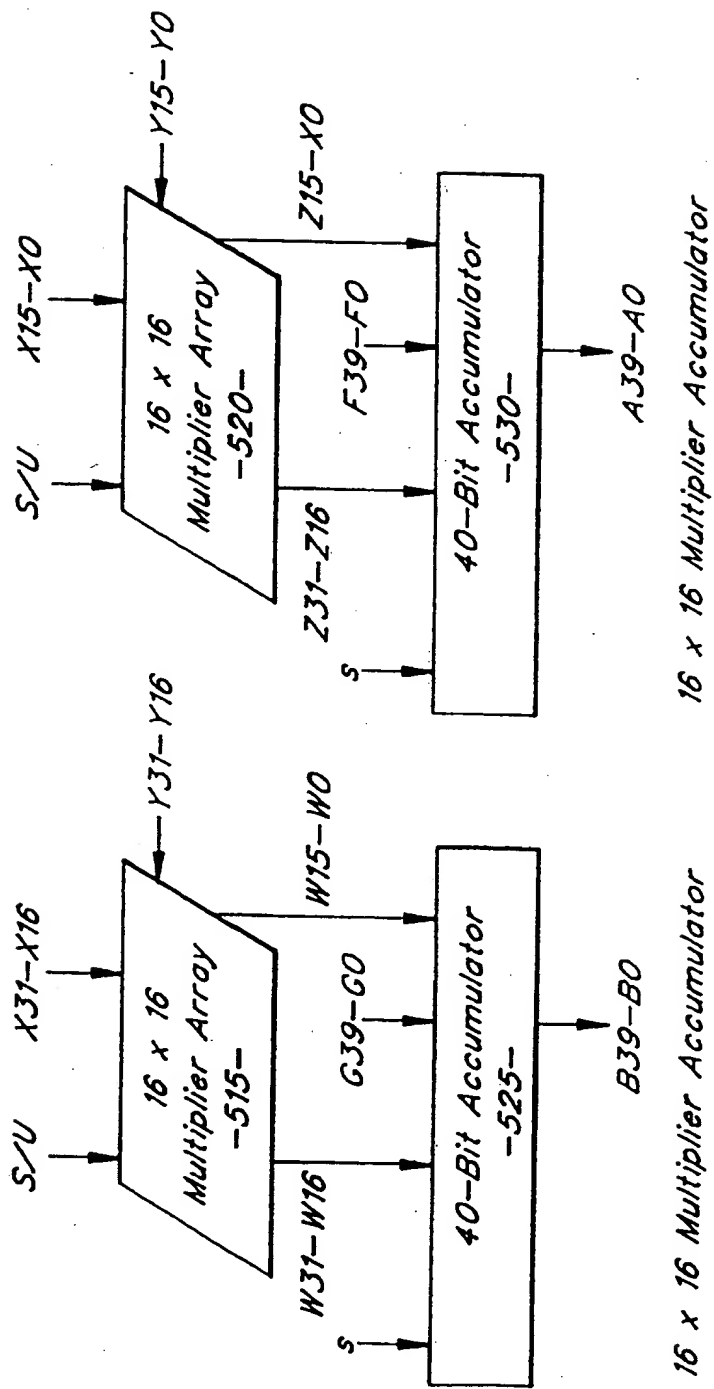 S/U
X31-X16
16 x 16
Multiplier Array
-515-
Y31-Y16
W31-W16
W15-W0
s
G39-G0
40-Bit Accumulator
-525-
B39-B0
16 x 16 Multiplier Accumulator
S/U
X15-X0
16 x 16
Multiplier Array
-520-
Y15-Y0
Z31-Z16
Z15-X0
s
F39-F0
40-Bit Accumulator
-530-
A39-A0
16 x 16 Multiplier Accumulator